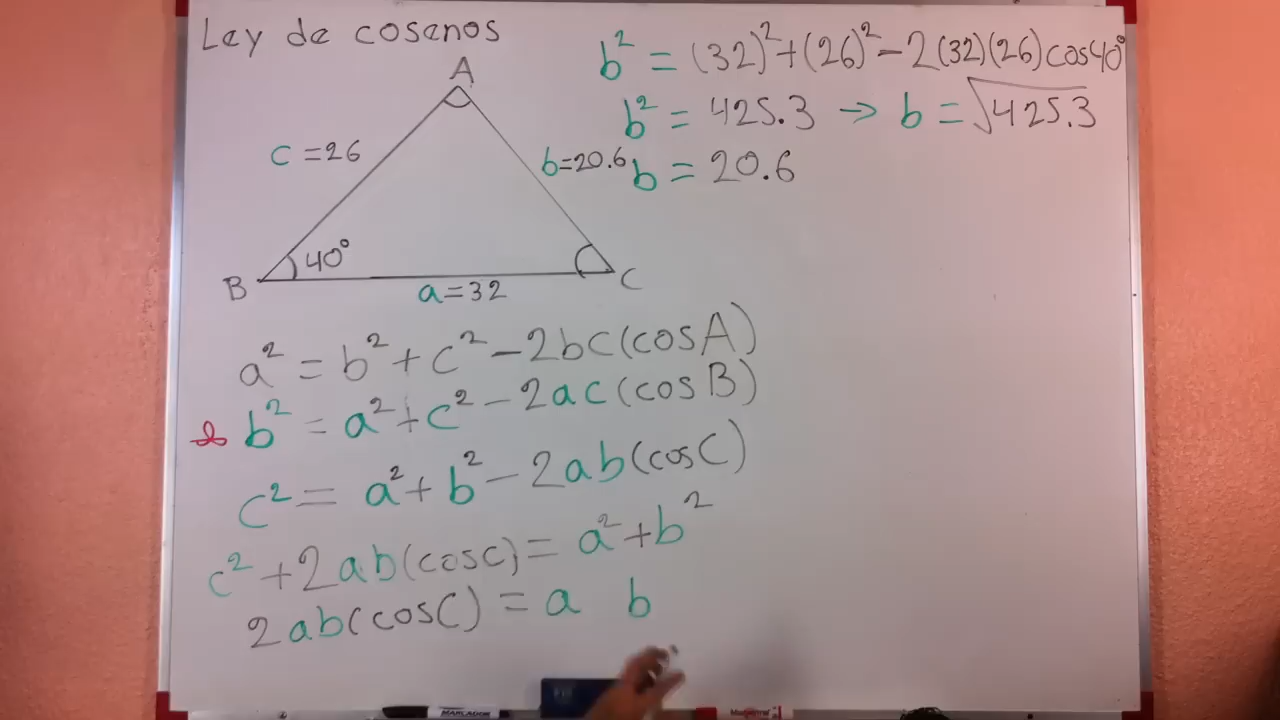 Ley de cosenos
A
c = 26
b=20.6
40°
B
a=32
C
b² = (32)²+(26)²-2(32)(26)cos40°
b² = 425.3 → b = √425.3
b = 20.6
a² = b²+c²-2bc(cosA)
b² = a²+c²-2ac(cosB)
c² = a²+b²-2ab(cosC)
c²+2ab(cosc) = a²+b²
2ab(cosC) = a b
MARCADOR